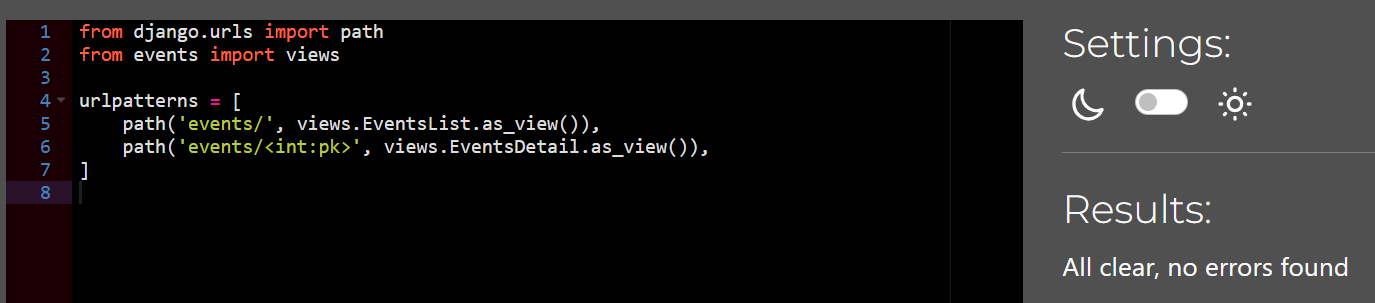 1 from django.urls import path
2 from events import views
3
4 urlpatterns = [
5     path('events/', views.EventsList.as_view()),
6     path('events/<int:pk>', views.EventsDetail.as_view()),
7 ]
8
Settings:
Results:
All clear, no errors found